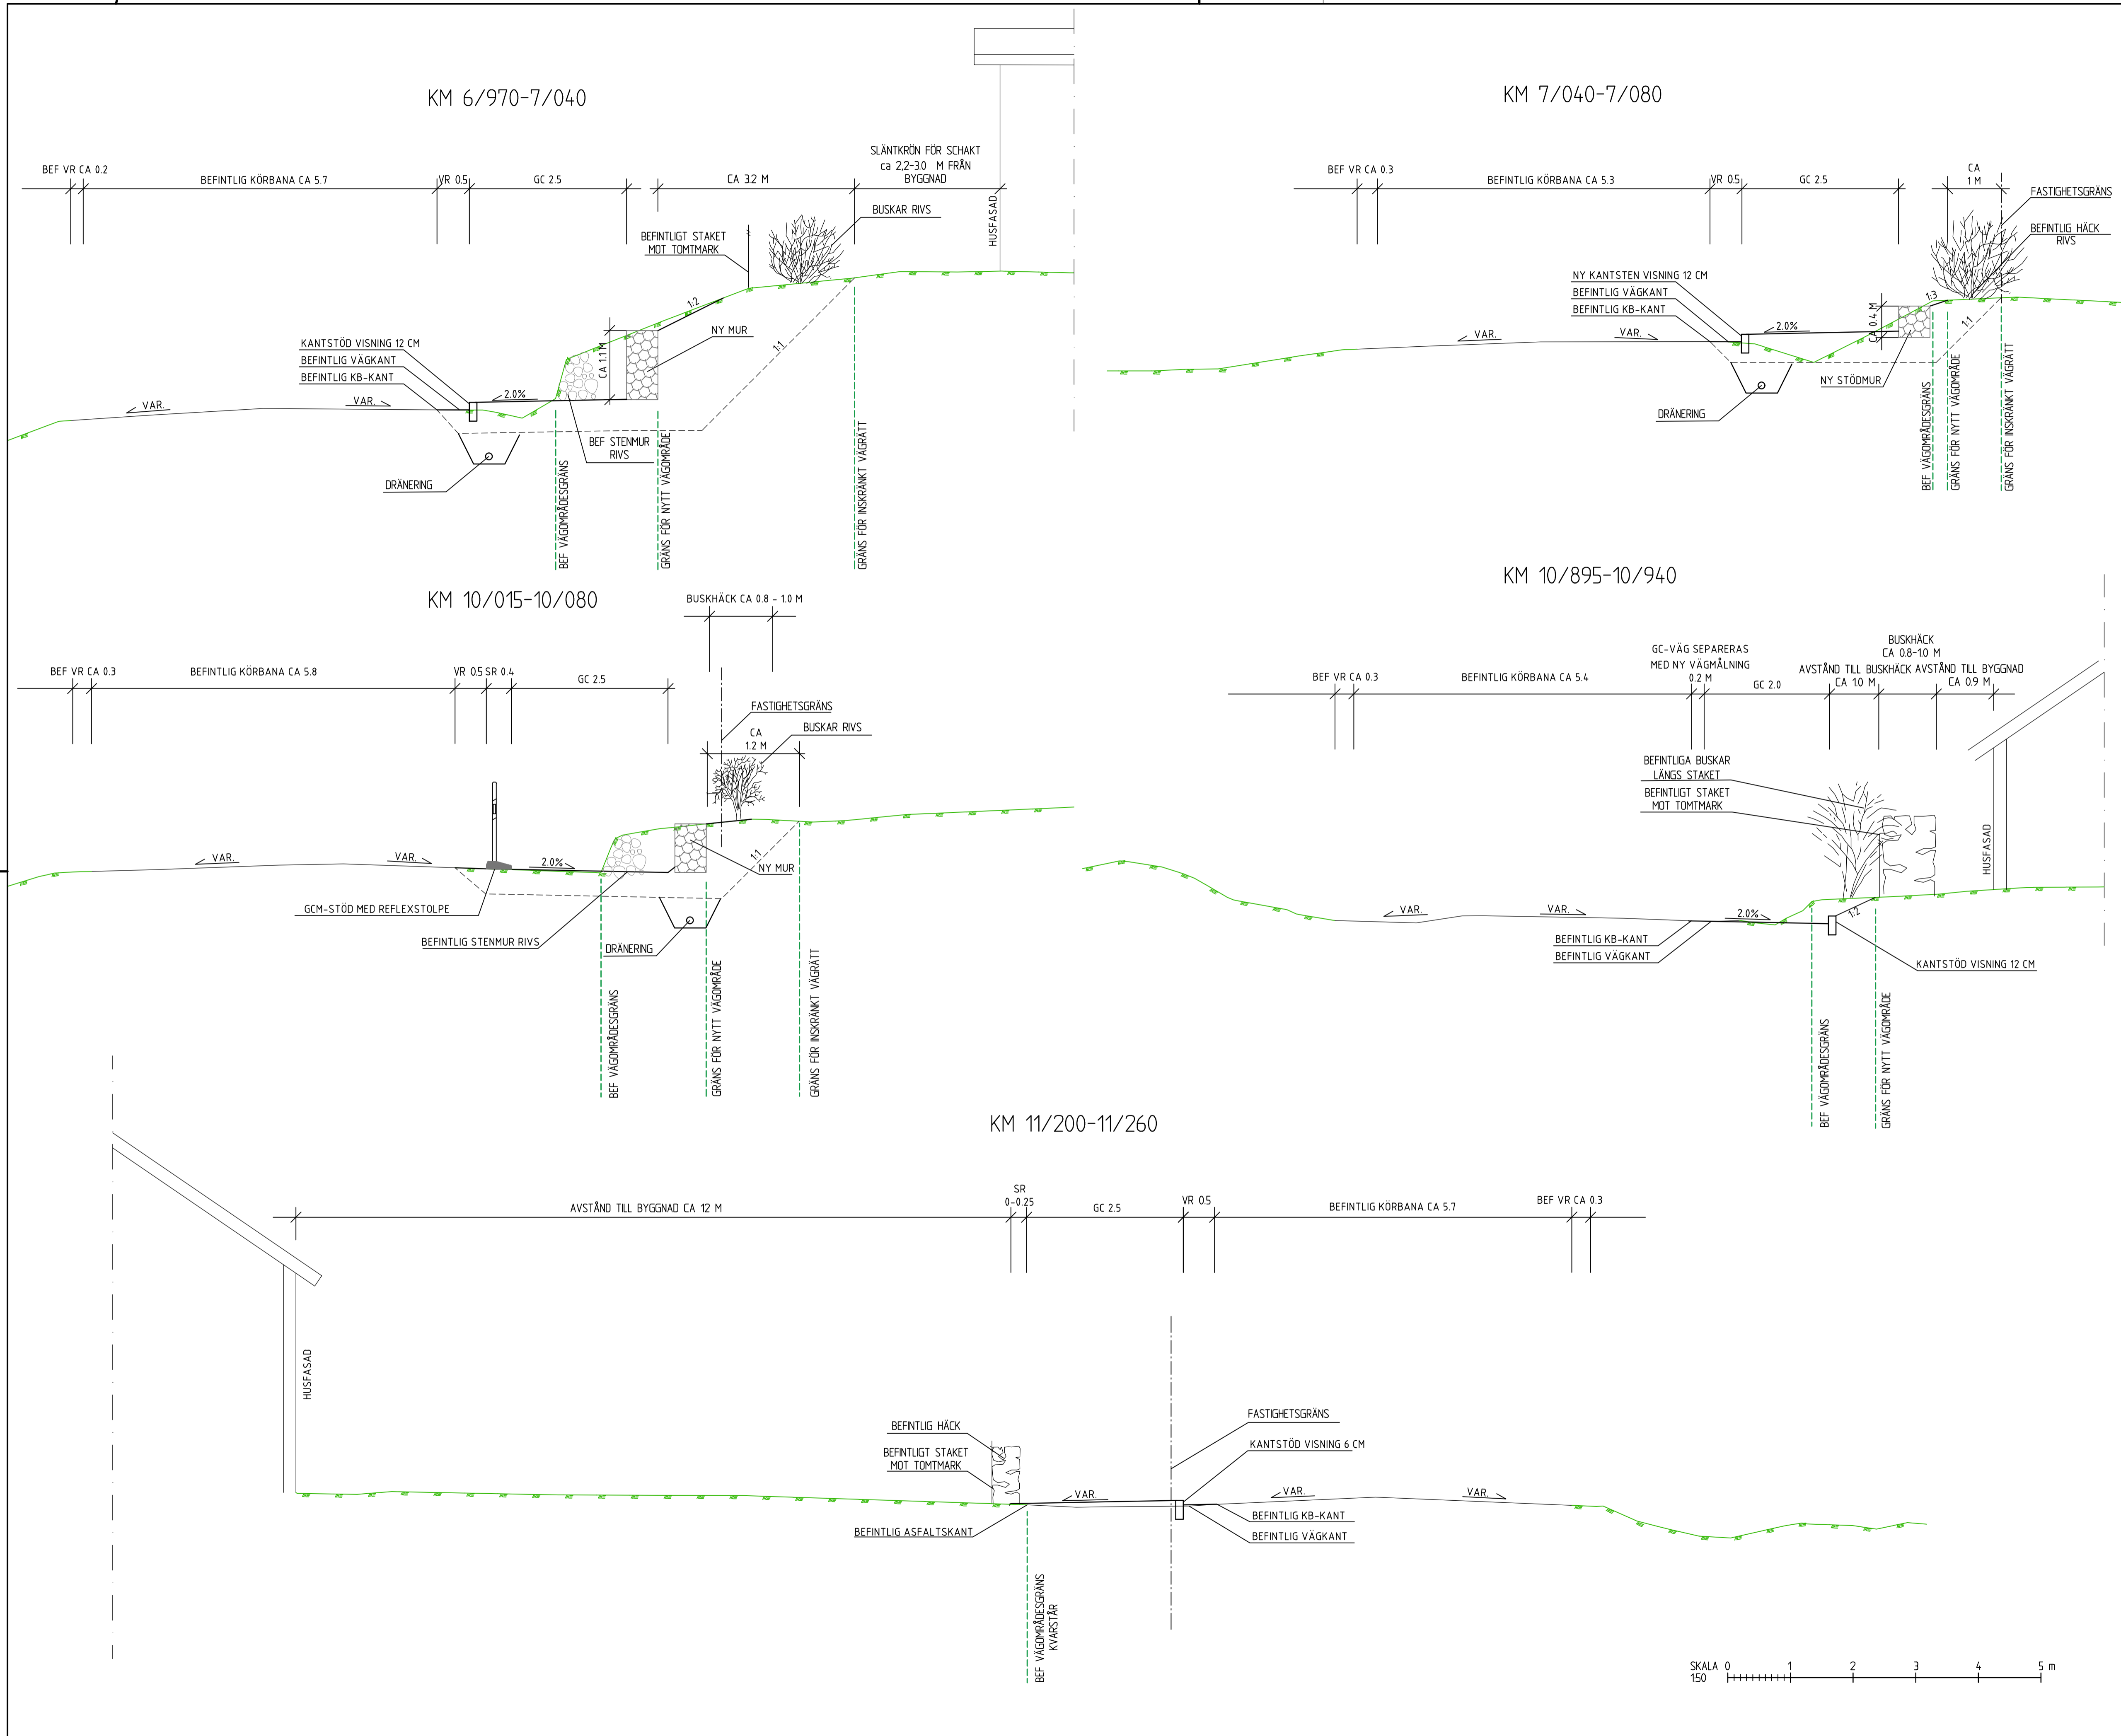 KM 6/970-7/040
BEF VR CA 0.2
BEFINTLIG KÖRBANA CA 5.7
VR 0.5
GC 2.5
CA 3.2 M
SLÄNTKRÖN FÖR SCHAKT
ca 2,2-3.0 M FRÅN
BYGGNAD
HUSFASAD
BUSKAR RIVS
BEFINTLIGT STAKET
MOT TOMTMARK
1:2
NY MUR
CA 1.1 M
1:1
KANTSTÖD VISNING 12 CM
BEFINTLIG VÄGKANT
BEFINTLIG KB-KANT
VAR.
VAR.
2.0%
BEF STENMUR
RIVS
DRÄNERING
BEF VÄGOMRÅDESGRÄNS
GRÄNS FÖR NYTT VÄGOMRÅDE
GRÄNS FÖR INSKRÄNKT VÄGRÄTT
KM 7/040-7/080
BEF VR CA 0.3
BEFINTLIG KÖRBANA CA 5.3
VR 0.5
GC 2.5
CA
1 M
FASTIGHETSGRÄNS
BEFINTLIG HÄCK
RIVS
NY KANTSTEN VISNING 12 CM
BEFINTLIG VÄGKANT
BEFINTLIG KB-KANT
VAR.
VAR.
2.0%
CA 0.4 M
1:3
1:1
NY STÖDMUR
DRÄNERING
BEF VÄGOMRÅDESGRÄNS
GRÄNS FÖR NYTT VÄGOMRÅDE
GRÄNS FÖR INSKRÄNKT VÄGRÄTT
KM 10/015-10/080
BUSKHÄCK CA 0.8 - 1.0 M
BEF VR CA 0.3
BEFINTLIG KÖRBANA CA 5.8
VR 0.5
SR 0.4
GC 2.5
FASTIGHETSGRÄNS
CA
1.2 M
BUSKAR RIVS
VAR.
VAR.
2.0%
1:1
NY MUR
GCM-STÖD MED REFLEXSTOLPE
BEFINTLIG STENMUR RIVS
DRÄNERING
BEF VÄGOMRÅDESGRÄNS
GRÄNS FÖR NYTT VÄGOMRÅDE
GRÄNS FÖR INSKRÄNKT VÄGRÄTT
KM 10/895-10/940
BEF VR CA 0.3
BEFINTLIG KÖRBANA CA 5.4
GC-VÄG SEPARERAS
MED NY VÄGMÅLNING
0.2 M
GC 2.0
BUSKHÄCK
CA 0.8-1.0 M
AVSTÅND TILL BUSKHÄCK
CA 1.0 M
AVSTÅND TILL BYGGNAD
CA 0.9 M
BEFINTLIGA BUSKAR
LÄNGS STAKET
BEFINTLIGT STAKET
MOT TOMTMARK
HUSFASAD
VAR.
VAR.
2.0%
1:2
BEFINTLIG KB-KANT
BEFINTLIG VÄGKANT
KANTSTÖD VISNING 12 CM
BEF VÄGOMRÅDESGRÄNS
GRÄNS FÖR NYTT VÄGOMRÅDE
KM 11/200-11/260
AVSTÅND TILL BYGGNAD CA 12 M
SR
0-0.25
GC 2.5
VR 0.5
BEFINTLIG KÖRBANA CA 5.7
BEF VR CA 0.3
HUSFASAD
BEFINTLIG HÄCK
BEFINTLIGT STAKET
MOT TOMTMARK
FASTIGHETSGRÄNS
KANTSTÖD VISNING 6 CM
VAR.
VAR.
VAR.
BEFINTLIG ASFALTSKANT
BEFINTLIG KB-KANT
BEFINTLIG VÄGKANT
BEF VÄGOMRÅDESGRÄNS
KVARSTÅR
SKALA 0 1 2 3 4 5 m
1:50